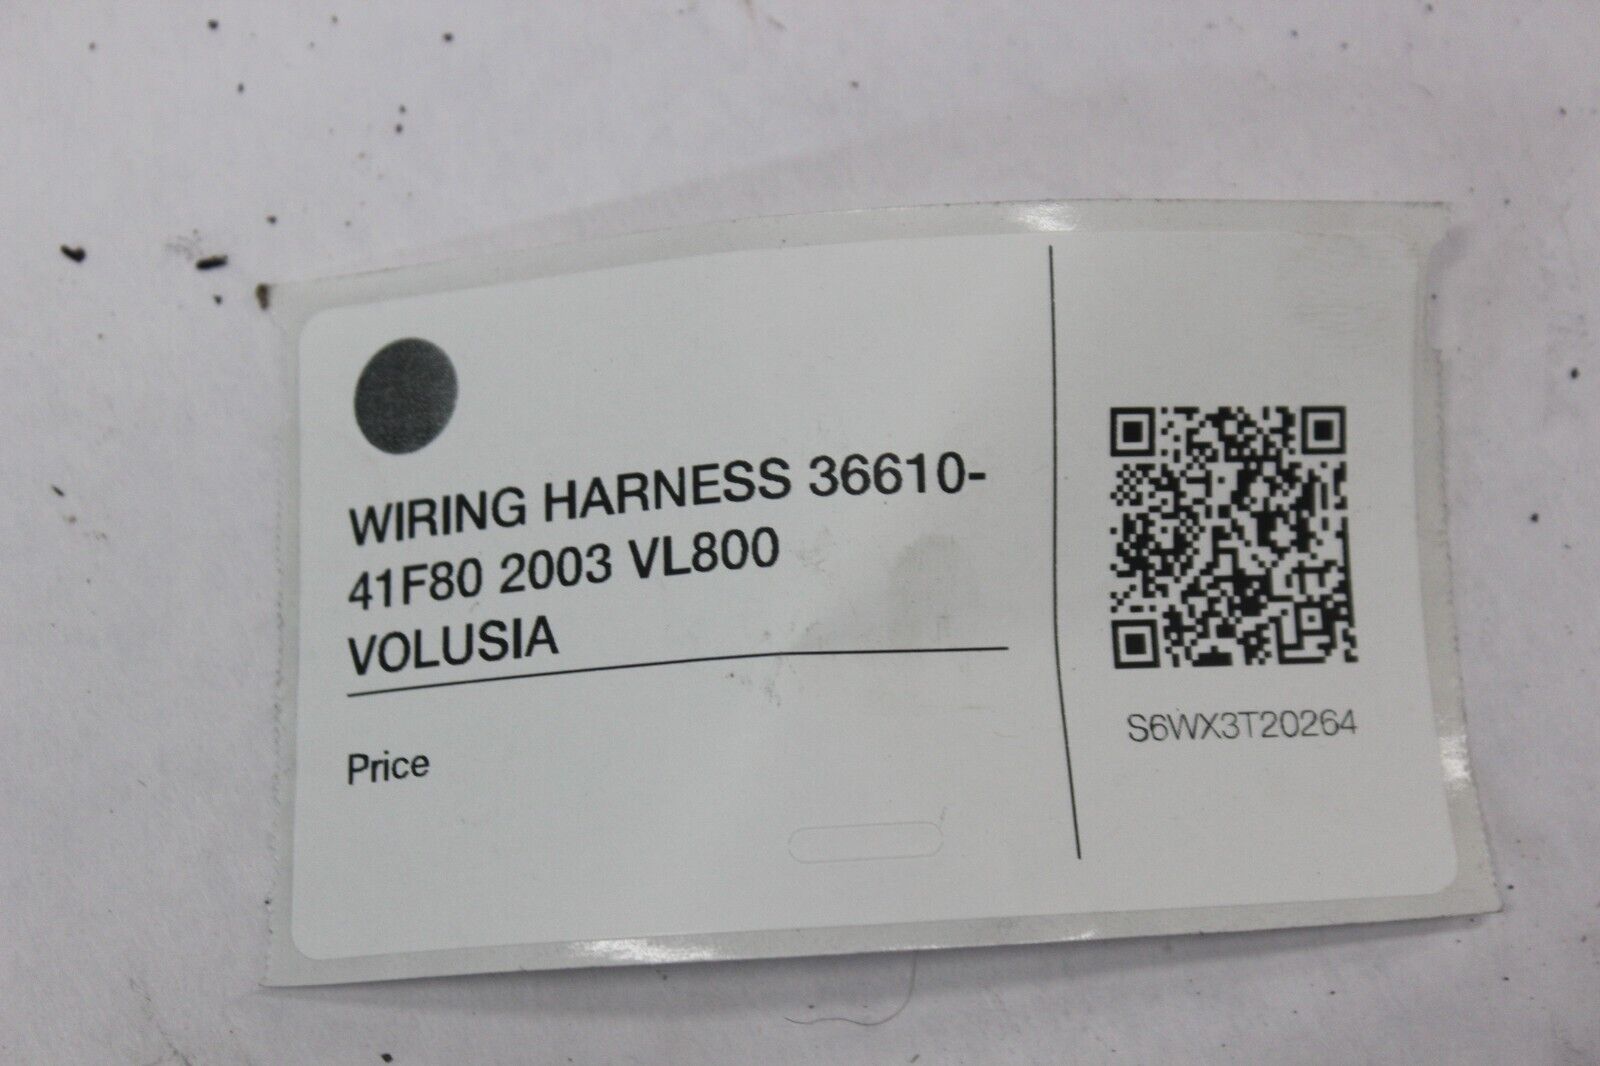 WIRING HARNESS 36610-
41F80 2003 VL800
VOLUSIA
Price
S6WX3T20264